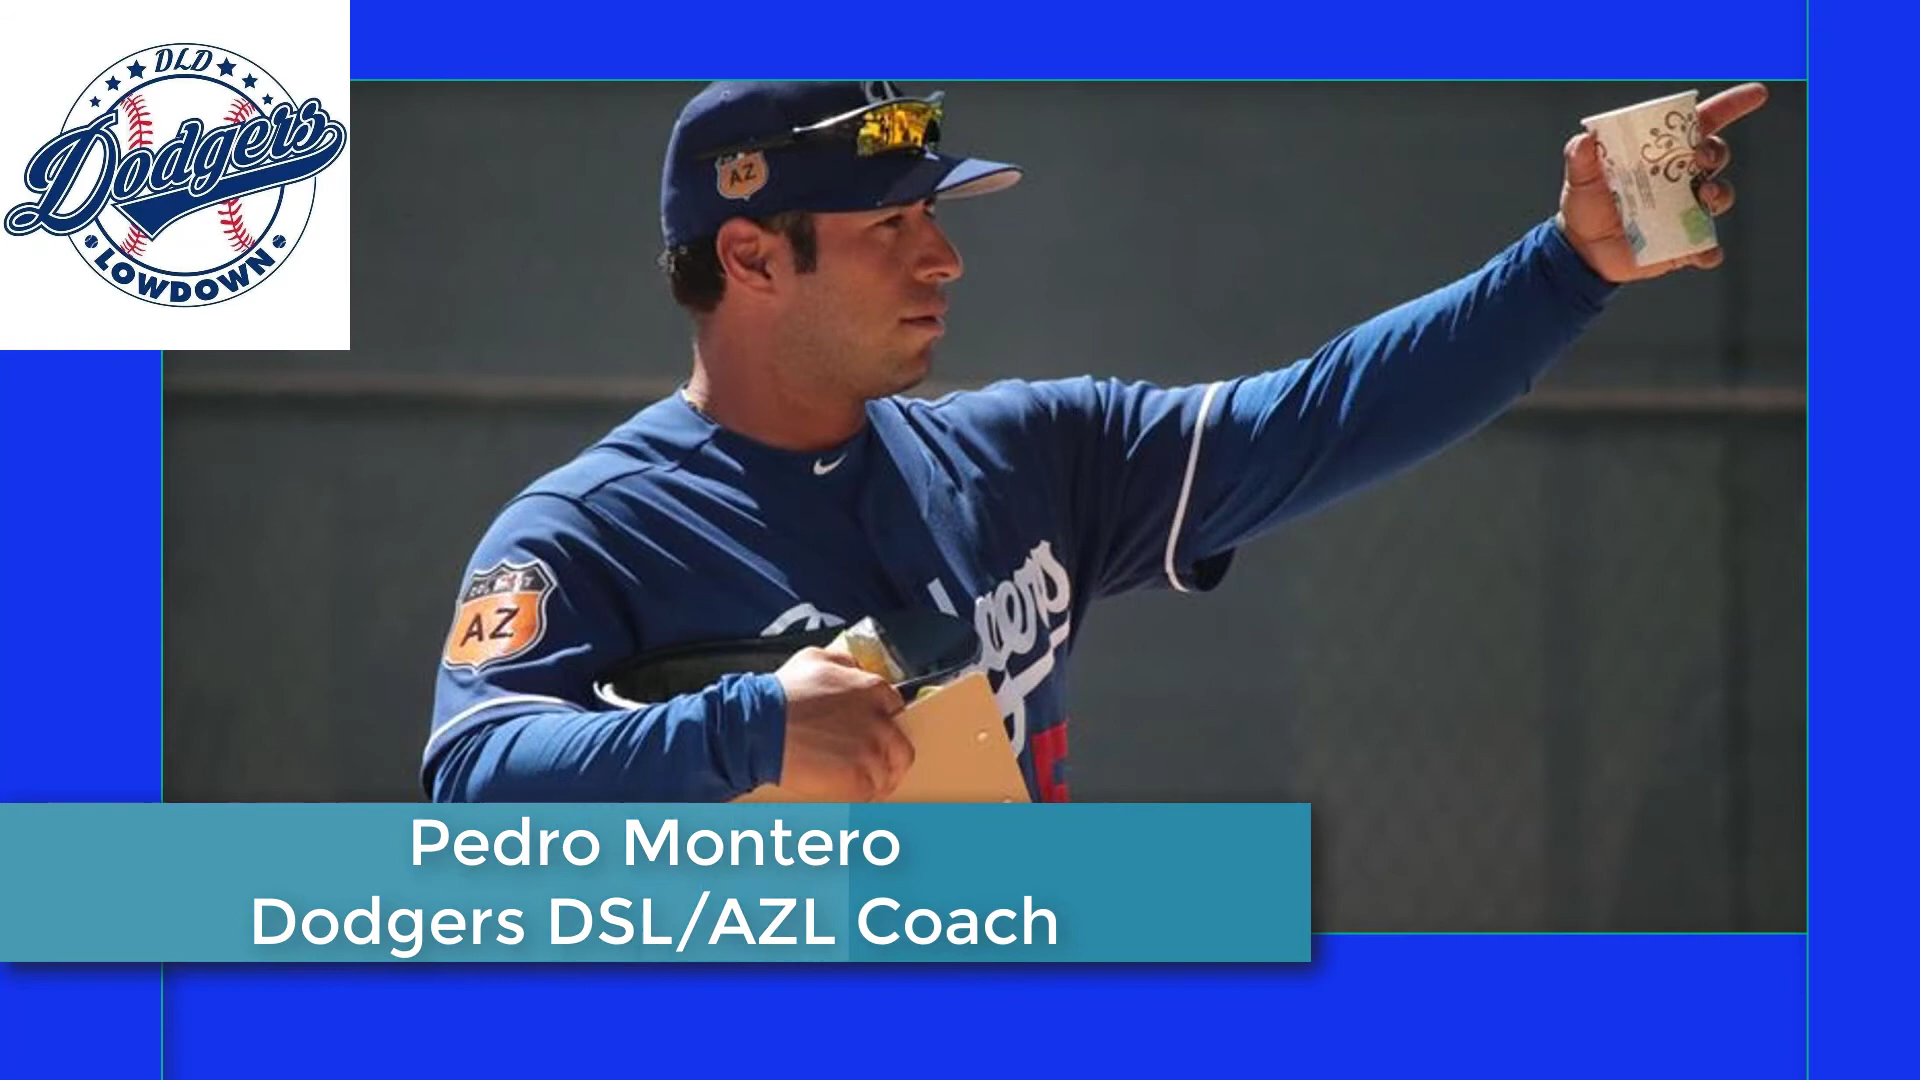 DLD
Dodgers
LOWDOWN
AZ
AZ
Pedro Montero
Dodgers DSL/AZL Coach